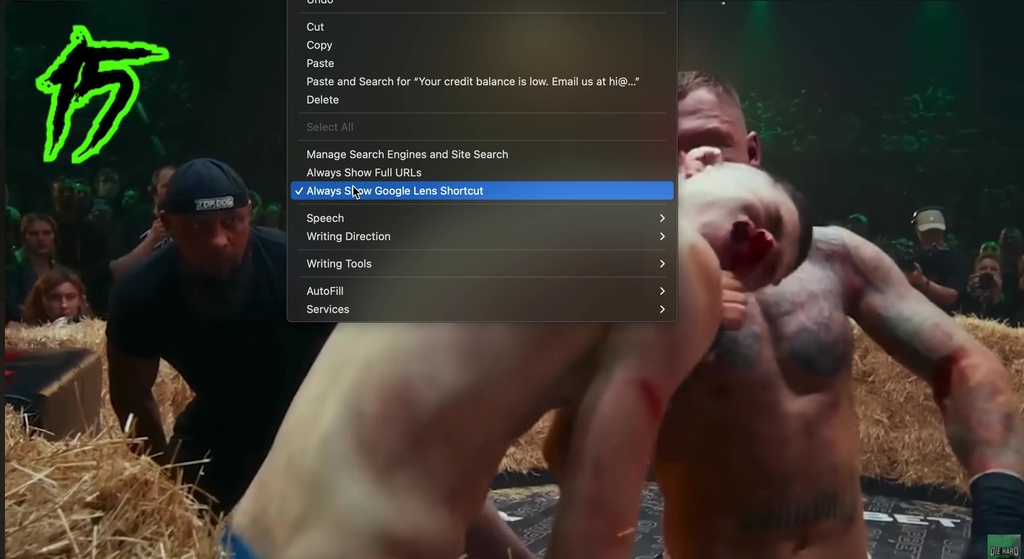 Undo
Cut
Copy
Paste
Paste and Search for “Your credit balance is low. Email us at hi@...”
Delete
Select All
Manage Search Engines and Site Search
Always Show Full URLs
Always Show Google Lens Shortcut
Speech
Writing Direction
Writing Tools
AutoFill
Services
TOP DOG
BET
DIE HARD